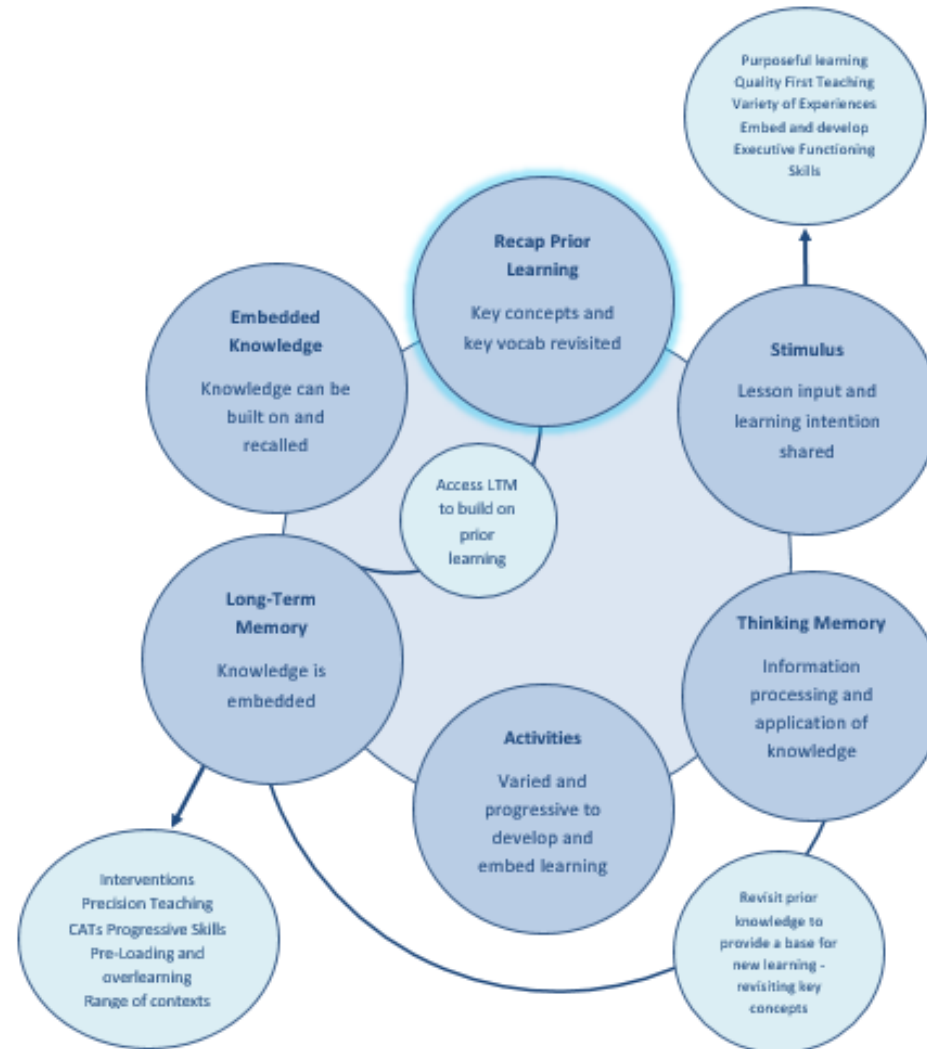 Purposeful learning
Quality First Teaching
Variety of Experiences
Embed and develop
Executive Functioning
Skills
Recap Prior
Learning
Key concepts and
key vocab revisited
Embedded
Knowledge
Knowledge can be
built on and
recalled
Stimulus
Lesson input and
learning intention
shared
Access LTM
to build on
prior
learning
Long-Term
Memory
Knowledge is
embedded
Thinking Memory
Information
processing and
application of
knowledge
Activities
Varied and
progressive to
develop and
embed learning
Interventions
Precision Teaching
CATs Progressive Skills
Pre-Loading and
overlearning
Range of contexts
Revisit prior
knowledge to
provide a base for
new learning -
revisiting key
concepts